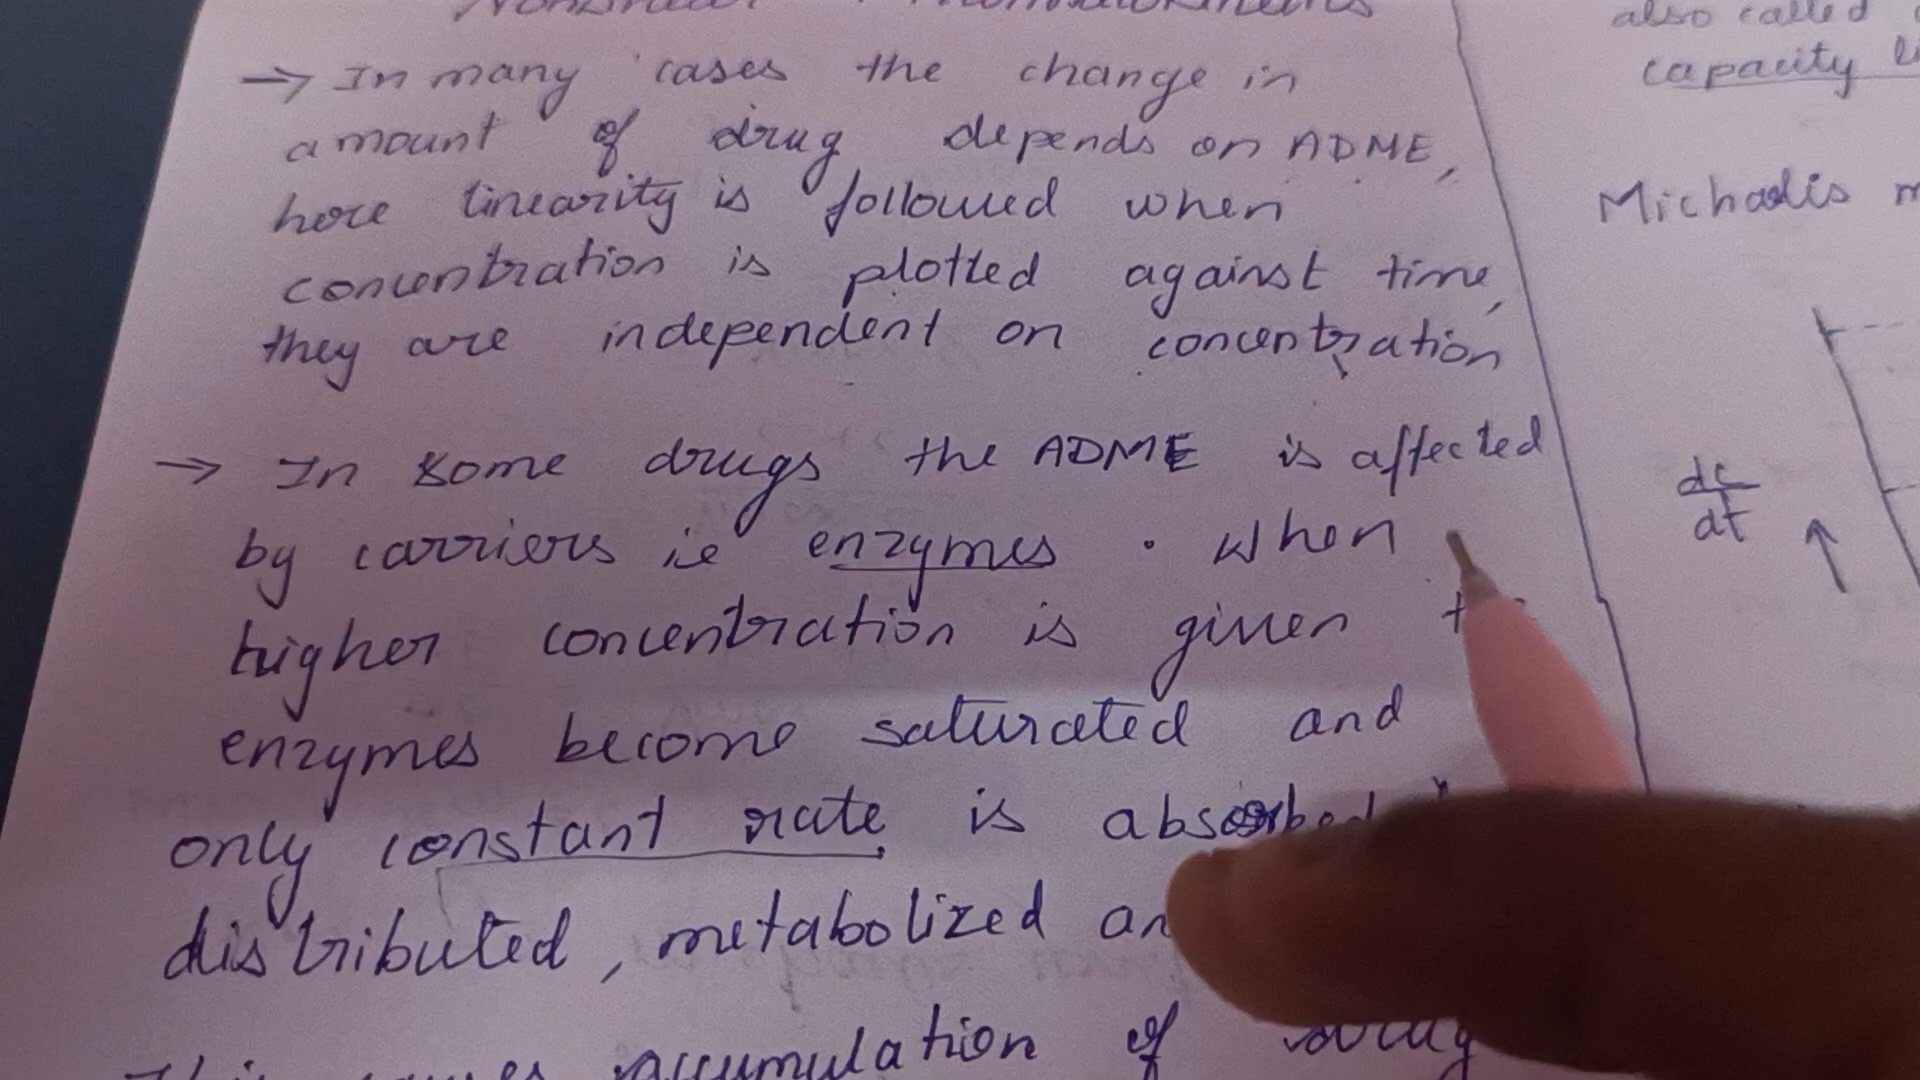 → In many cases the change in
amount of drug depends on ADME,
here linearity is followed when
concentration is plotted against time,
they are independent on concentration
→ In some drugs the ADME is affected
by carriers ie enzymes . When
higher concentration is given
enzymes become saturated and
only constant rate is absorbed
distributed, metabolized
accumulation of drug
also called
capacity
Michaelis
dc
dt
↑